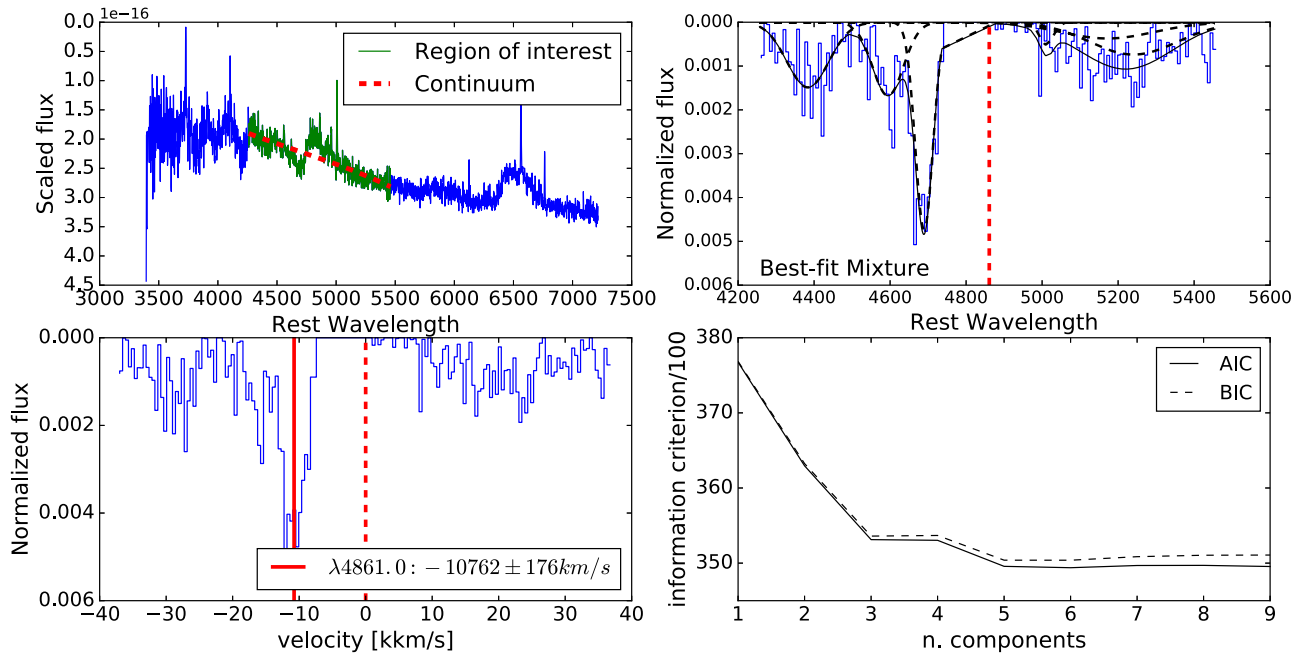 1e−16
0.0
0.5
1.0
1.5
2.0
2.5
3.0
3.5
4.0
4.5
Scaled flux
Region of interest
Continuum
3000 3500 4000 4500 5000 5500 6000 6500 7000 7500
Rest Wavelength
0.000
0.001
0.002
0.003
0.004
0.005
0.006
Normalized flux
Best-fit Mixture
4200 4400 4600 4800 5000 5200 5400 5600
Rest Wavelength
0.000
0.002
0.004
0.006
Normalized flux
λ4861.0 : − 10762 ± 176km/s
−40 −30 −20 −10 0 10 20 30 40
velocity [kkm/s]
380
370
360
350
information criterion/100
AIC
BIC
1 2 3 4 5 6 7 8 9
n. components